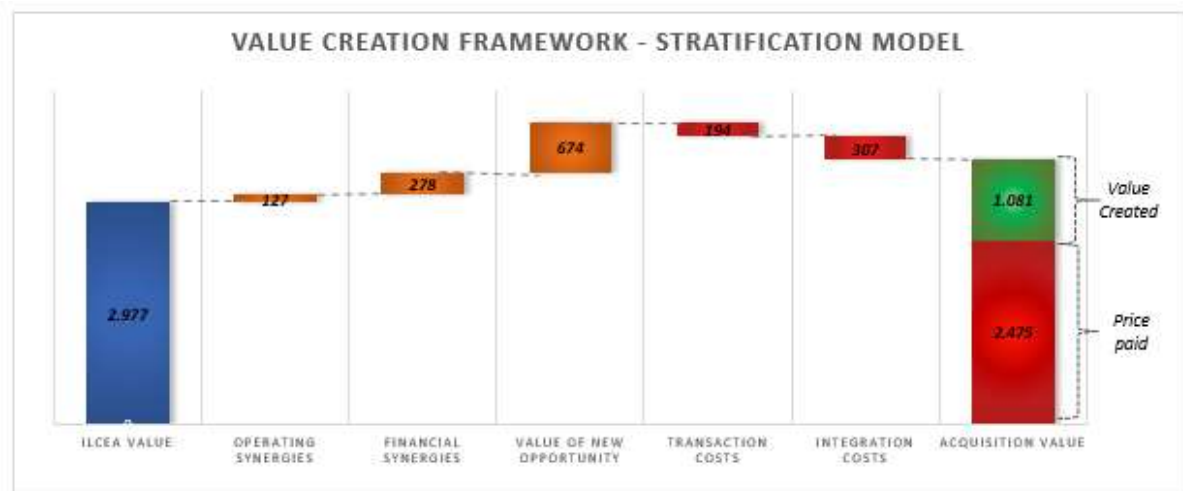 VALUE CREATION FRAMEWORK - STRATIFICATION MODEL
2.977
0
127
278
674
194
307
1.081
2.475
Value
Created
Price
paid
ILCEA VALUE
OPERATING
SYNERGIES
FINANCIAL
SYNERGIES
VALUE OF NEW
OPPORTUNITY
TRANSACTION
COSTS
INTEGRATION
COSTS
ACQUISITION VALUE